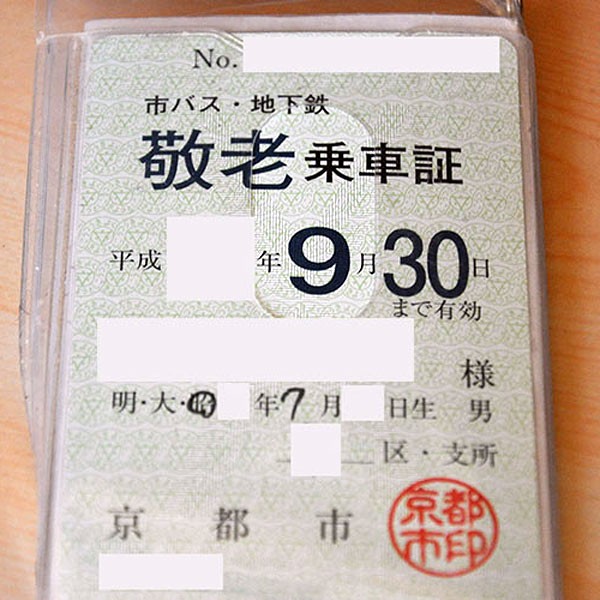 No.
市バス・地下鉄
敬老乗車証
平成 年9月30日
まで有効
様
明・大・昭 年7月 日生 男
区・支所
京都市
京都市印